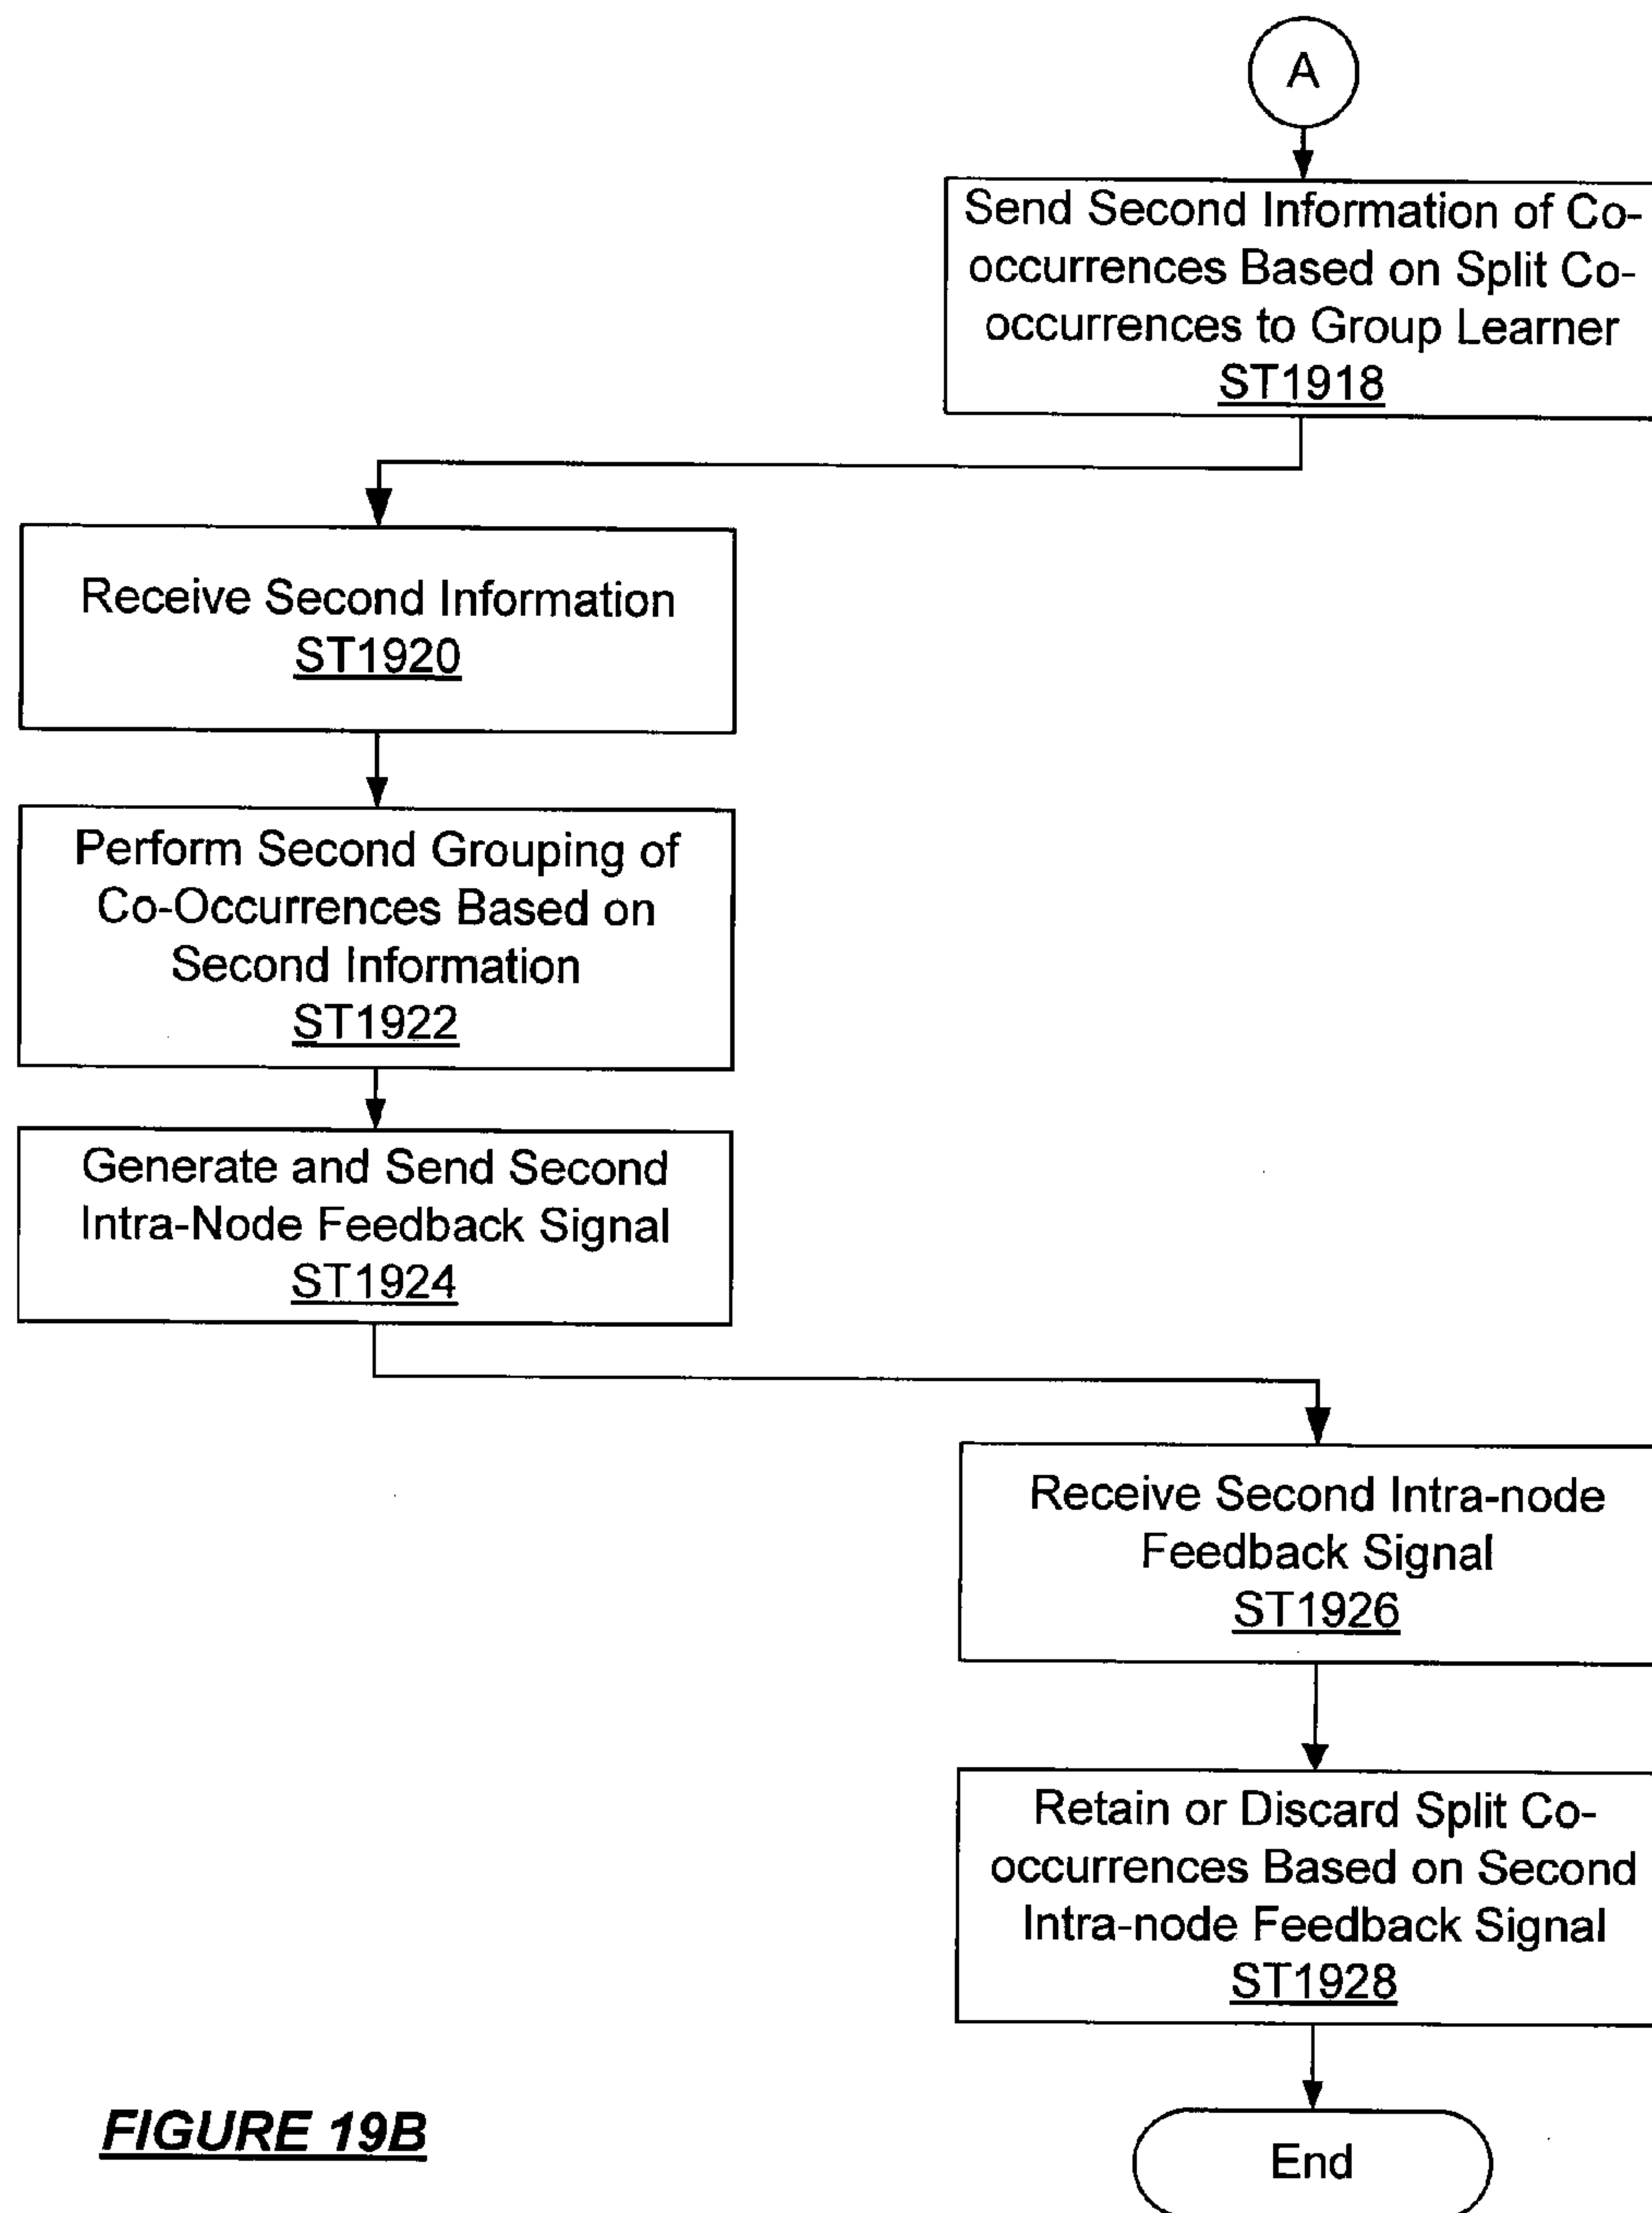 A
Send Second Information of Co-
occurrences Based on Split Co-
occurrences to Group Learner
ST1918
Receive Second Information
ST1920
Perform Second Grouping of
Co-Occurrences Based on
Second Information
ST1922
Generate and Send Second
Intra-Node Feedback Signal
ST1924
Receive Second Intra-node
Feedback Signal
ST1926
Retain or Discard Split Co-
occurrences Based on Second
Intra-node Feedback Signal
ST1928
End
FIGURE 19B